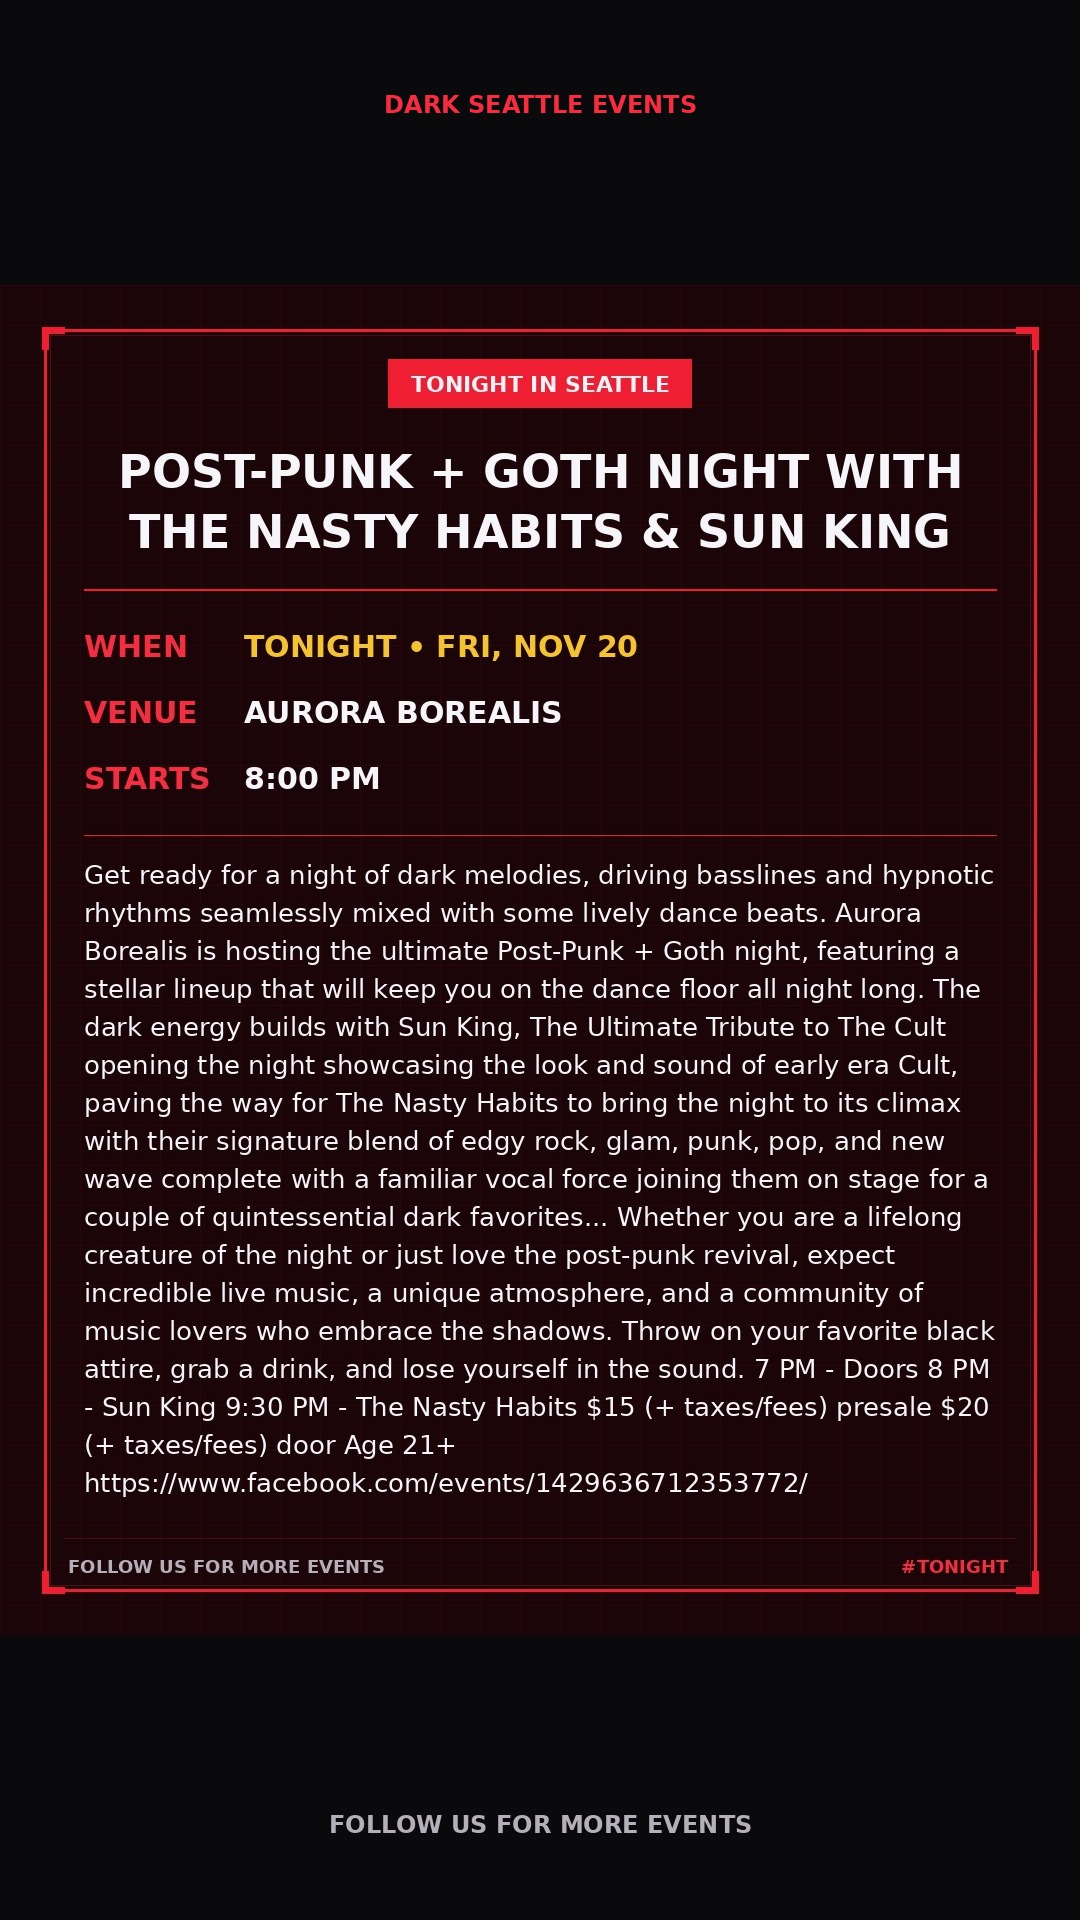 DARK SEATTLE EVENTS
TONIGHT IN SEATTLE
POST-PUNK + GOTH NIGHT WITH
THE NASTY HABITS & SUN KING
WHEN TONIGHT • FRI, NOV 20
VENUE AURORA BOREALIS
STARTS 8:00 PM
Get ready for a night of dark melodies, driving basslines and hypnotic
rhythms seamlessly mixed with some lively dance beats. Aurora
Borealis is hosting the ultimate Post-Punk + Goth night, featuring a
stellar lineup that will keep you on the dance floor all night long. The
dark energy builds with Sun King, The Ultimate Tribute to The Cult
opening the night showcasing the look and sound of early era Cult,
paving the way for The Nasty Habits to bring the night to its climax
with their signature blend of edgy rock, glam, punk, pop, and new
wave complete with a familiar vocal force joining them on stage for a
couple of quintessential dark favorites... Whether you are a lifelong
creature of the night or just love the post-punk revival, expect
incredible live music, a unique atmosphere, and a community of
music lovers who embrace the shadows. Throw on your favorite black
attire, grab a drink, and lose yourself in the sound. 7 PM - Doors 8 PM
- Sun King 9:30 PM - The Nasty Habits $15 (+ taxes/fees) presale $20
(+ taxes/fees) door Age 21+
https://www.facebook.com/events/1429636712353772/
FOLLOW US FOR MORE EVENTS #TONIGHT
FOLLOW US FOR MORE EVENTS